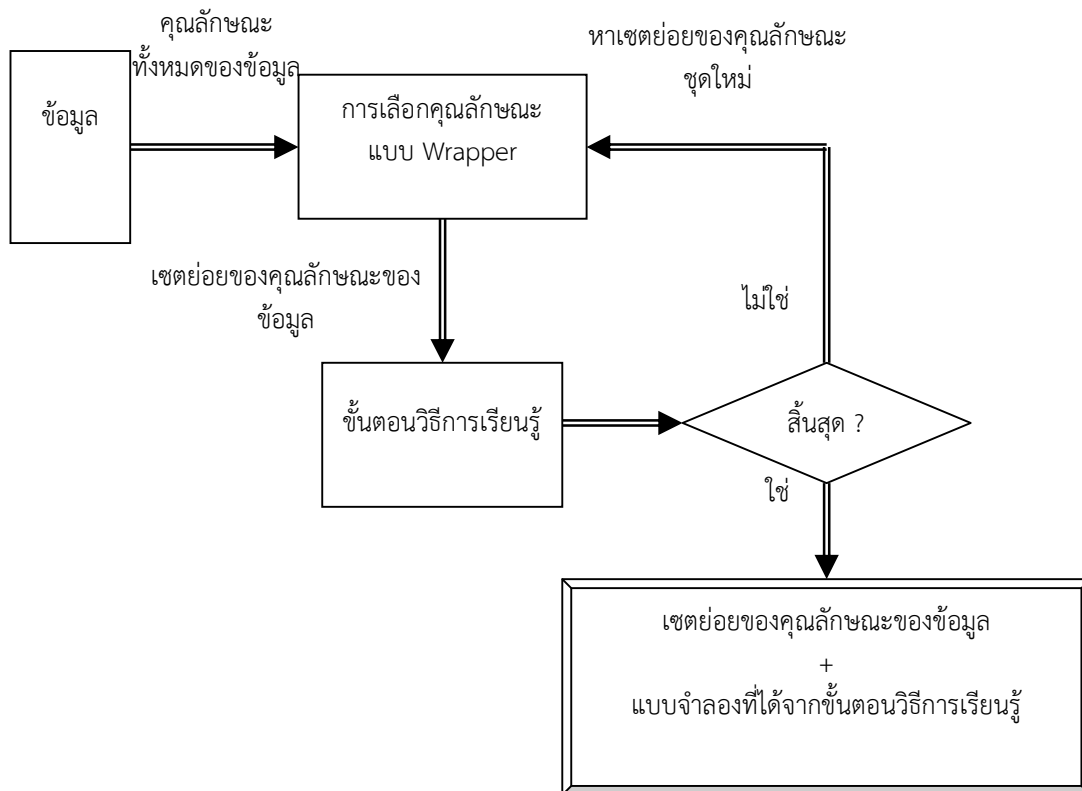 คุณลักษณะ
ทั้งหมดของข้อมูล
หาเซตย่อยของคุณลักษณะ
ชุดใหม่
ข้อมูล
การเลือกคุณลักษณะ
แบบ Wrapper
เซตย่อยของคุณลักษณะของ
ข้อมูล
ไม่ใช่
ขั้นตอนวิธีการเรียนรู้
สิ้นสุด ?
ใช่
เซตย่อยของคุณลักษณะของข้อมูล
+
แบบจำลองที่ได้จากขั้นตอนวิธีการเรียนรู้